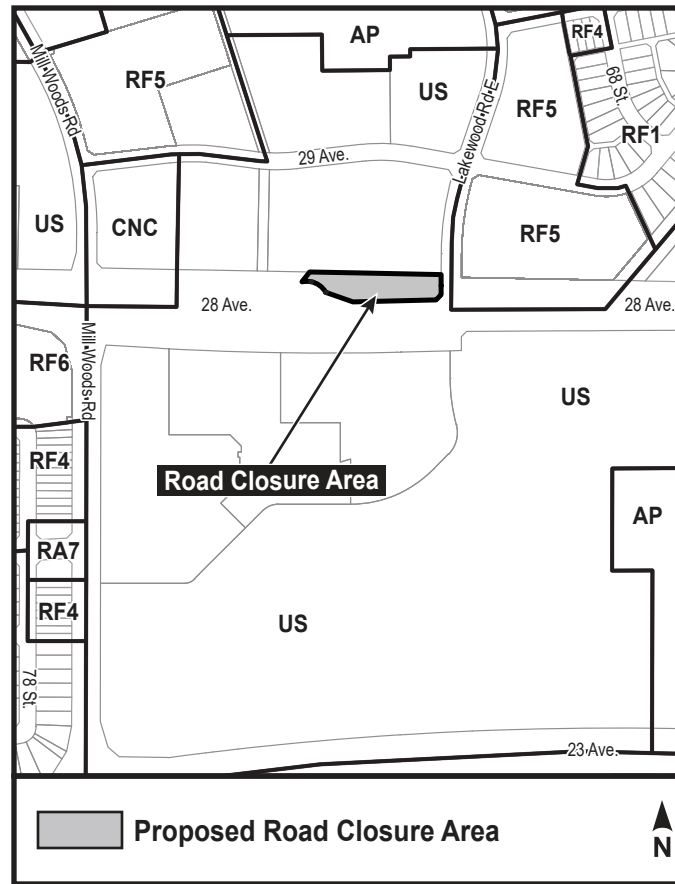 AP
RF4
Mill Woods Rd
RF5
US
Lakewood Rd E
RF5
68 St.
RF1
29 Ave.
US
CNC
RF5
28 Ave.
28 Ave.
Mill Woods Rd
RF6
US
RF4
Road Closure Area
AP
RA7
RF4
US
78 St.
23 Ave.
Proposed Road Closure Area
N